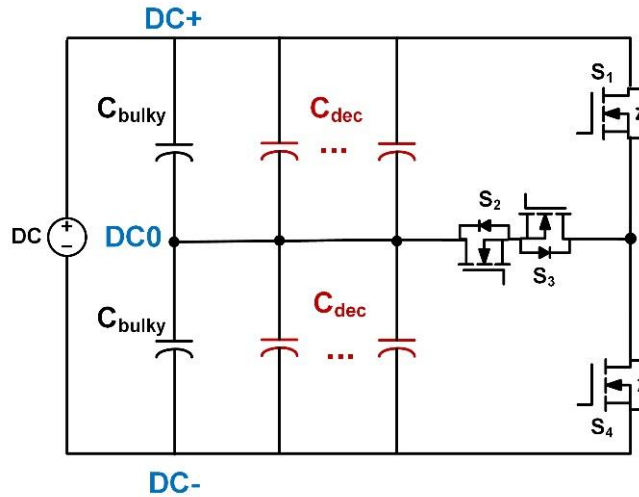 DC+
S1
Cbulky
Cdec
...
S2
DC
+
−
DC0
S3
Cbulky
Cdec
...
S4
DC-